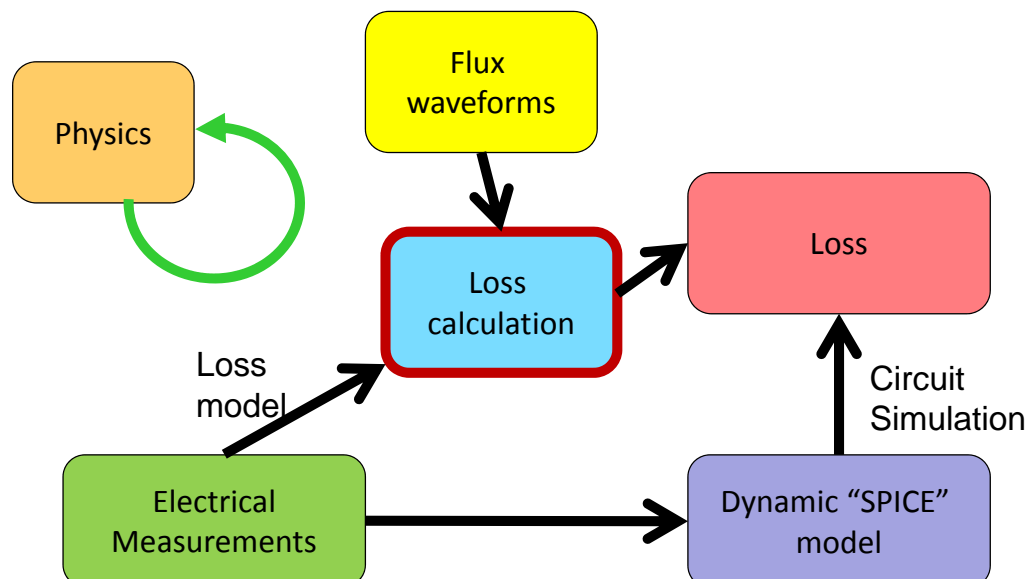 Flux
waveforms
Physics
Loss
Loss
calculation
Loss
model
Circuit
Simulation
Electrical
Measurements
Dynamic “SPICE”
model